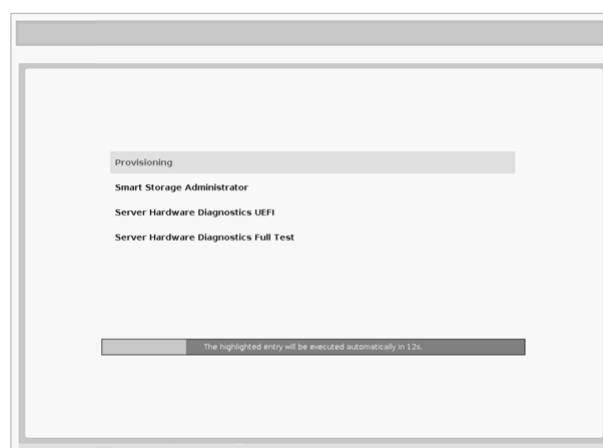 Provisioning
Smart Storage Administrator
Server Hardware Diagnostics UEFI
Server Hardware Diagnostics Full Test
The highlighted entry will be executed automatically in 12s.